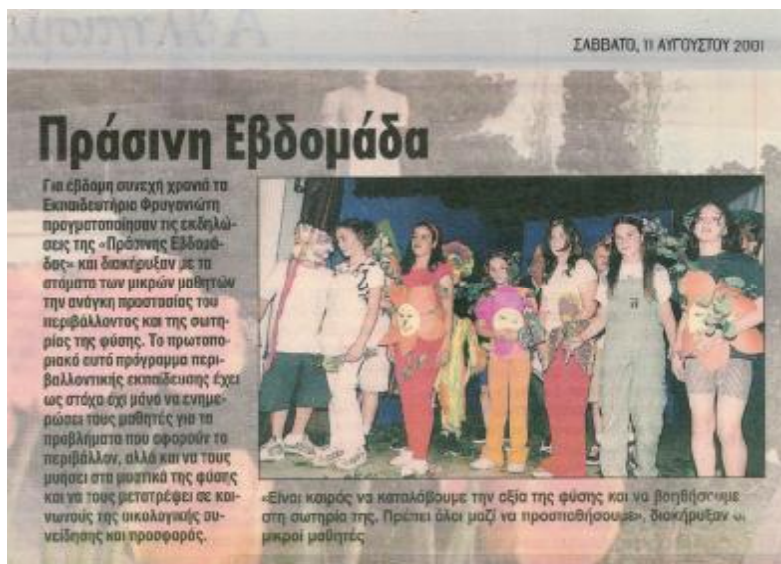 ΣΑΒΒΑΤΟ, 11 ΑΥΓΟΥΣΤΟΥ 2001
Πράσινη Εβδομάδα
Για έβδομη συνεχή χρονιά τα
Εκπαιδευτήρια Φρυγανιώτη
πραγματοποίησαν τις εκδηλώ-
σεις της «Πράσινης Εβδομά-
δας» και διακήρυξαν με τα
στόματα των μικρών μαθητών
την ανάγκη προστασίας του
περιβάλλοντος και της σωτη-
ρίας της φύσης. Το πρωτοπο-
ριακό αυτό πρόγραμμα περι-
βαλλοντικής εκπαίδευσης έχει
ως στόχο όχι μόνο να ενημε-
ρώσει τους μαθητές για τα
προβλήματα που αφορούν το
περιβάλλον, αλλά και να τους
μυήσει στα μυστικά της φύσης
και να τους μετατρέψει σε κοι-
νωνούς της οικολογικής συ-
νείδησης και προσφοράς.
«Είναι καιρός να καταλάβουμε την αξία της φύσης και να βοηθήσουμε
στη σωτηρία της. Πρέπει όλοι μαζί να προσπαθήσουμε», διακήρυξαν οι
μικροί μαθητές